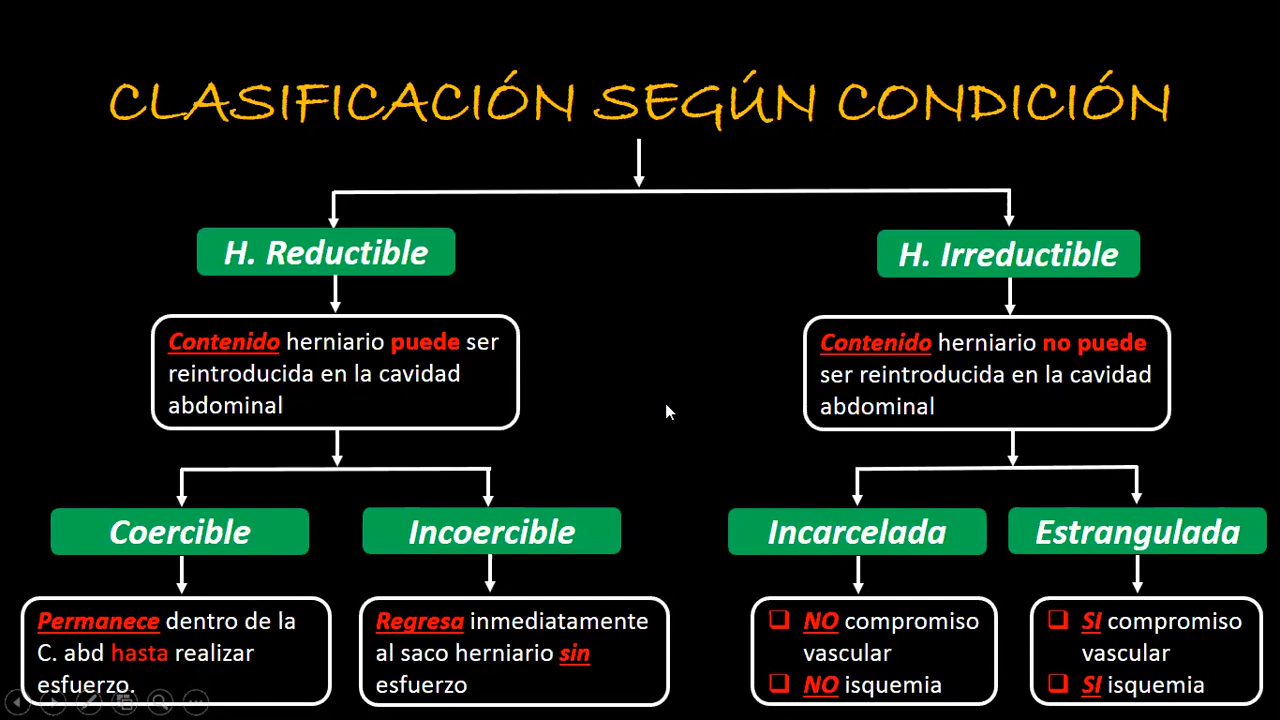 CLASIFICACIÓN SEGÚN CONDICIÓN
H. Reductible
Contenido herniario puede ser
reintroducida en la cavidad
abdominal
Coercible
Permanece dentro de la
C. abd hasta realizar
esfuerzo.
Incoercible
Regresa inmediatamente
al saco herniario sin
esfuerzo
H. Irreductible
Contenido herniario no puede
ser reintroducida en la cavidad
abdominal
Incarcelada
NO compromiso
vascular
NO isquemia
Estrangulada
SI compromiso
vascular
SI isquemia